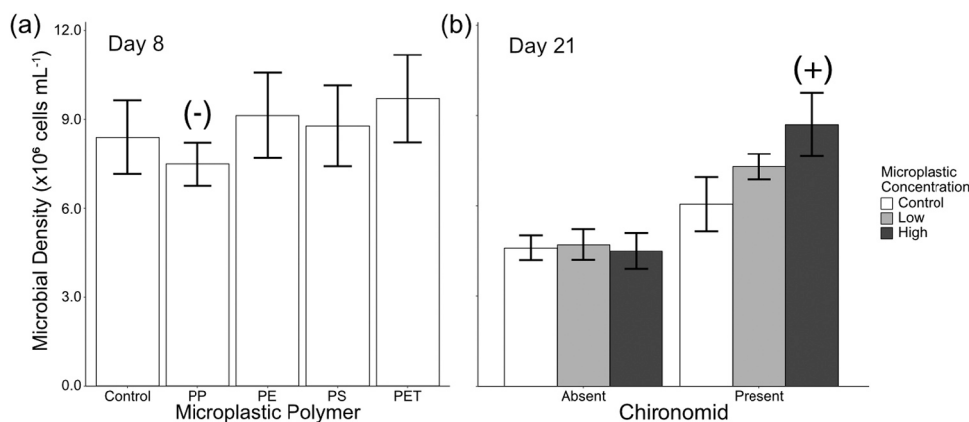 (a)
Day 8
(-)
Microbial Density (x10⁶ cells mL⁻¹)
12.0
9.0
6.0
3.0
0.0
Control PP PE PS PET
Microplastic Polymer
(b)
Day 21
(+)
Absent Present
Chironomid
Microplastic
Concentration
Control
Low
High